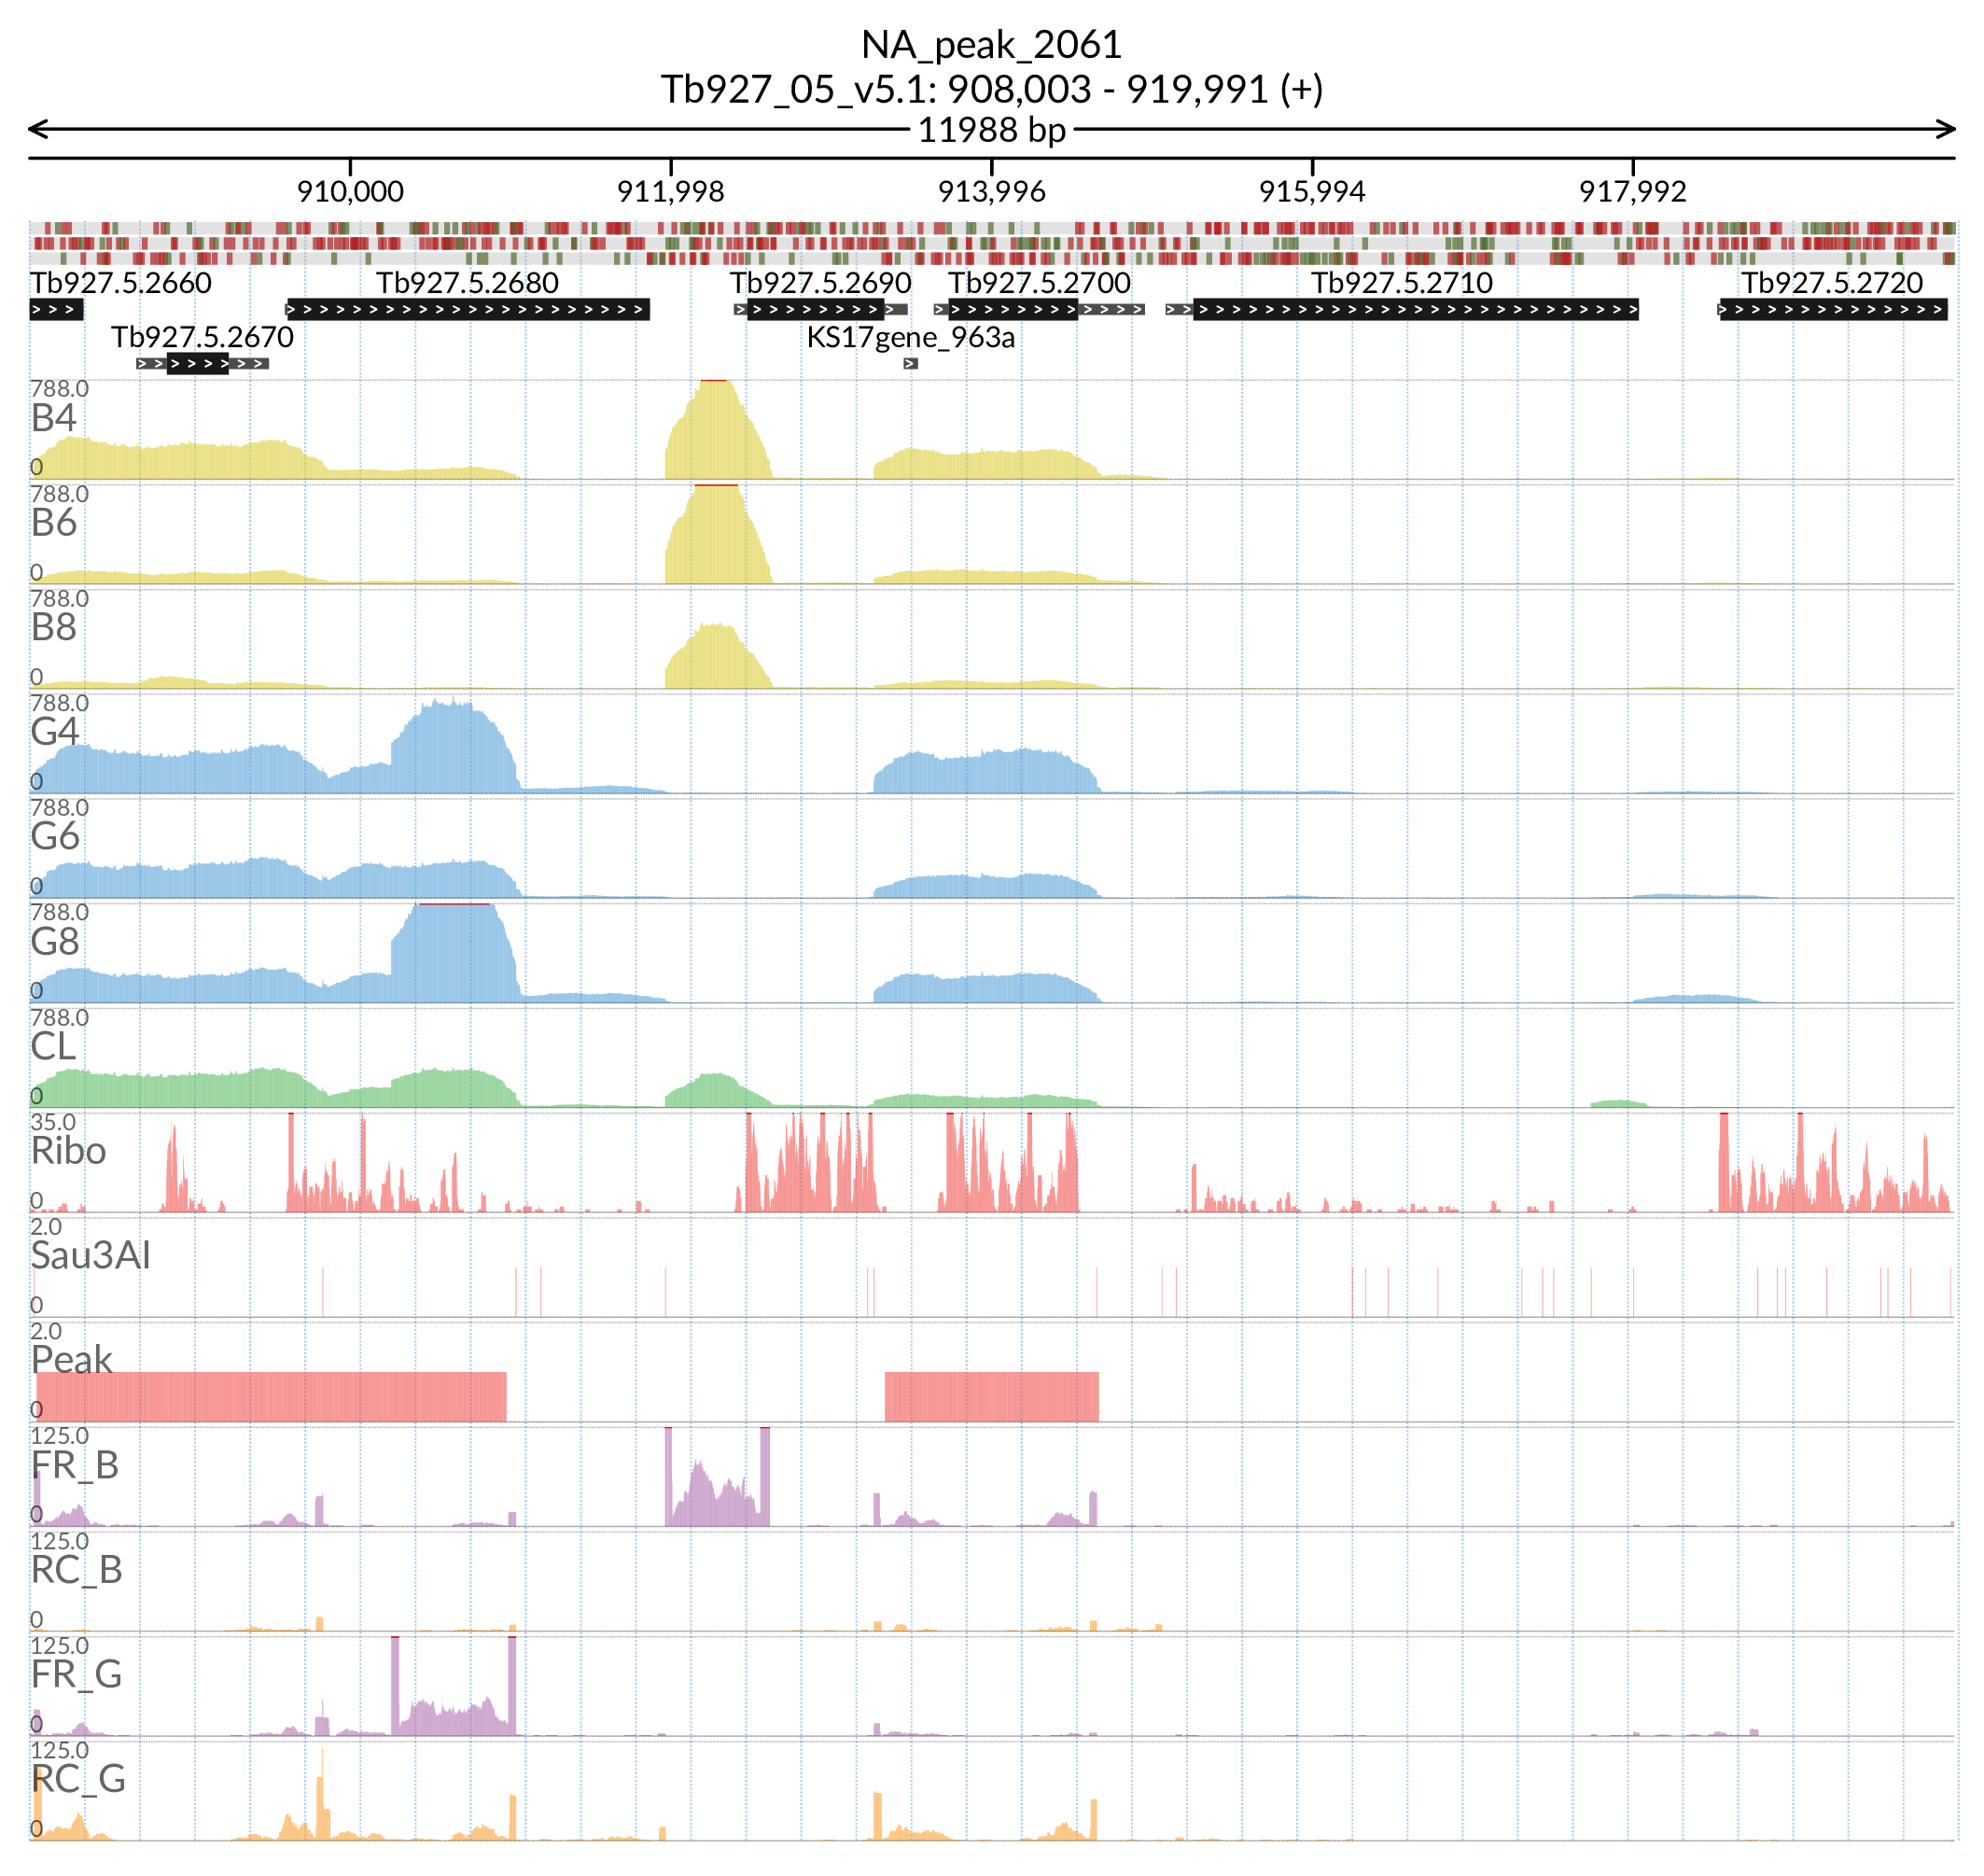 NA_peak_2061
Tb927_05_v5.1: 908,003 - 919,991 (+)
11988 bp
910,000 911,998 913,996 915,994 917,992
Tb927.5.2660 Tb927.5.2680 Tb927.5.2690 Tb927.5.2700 Tb927.5.2710 Tb927.5.2720
Tb927.5.2670 KS17gene_963a
788.0
B4
0
788.0
B6
0
788.0
B8
0
788.0
G4
0
788.0
G6
0
788.0
G8
0
788.0
CL
0
35.0
Ribo
0
2.0
Sau3AI
0
2.0
Peak
0
125.0
FR_B
0
125.0
RC_B
0
125.0
FR_G
0
125.0
RC_G
0